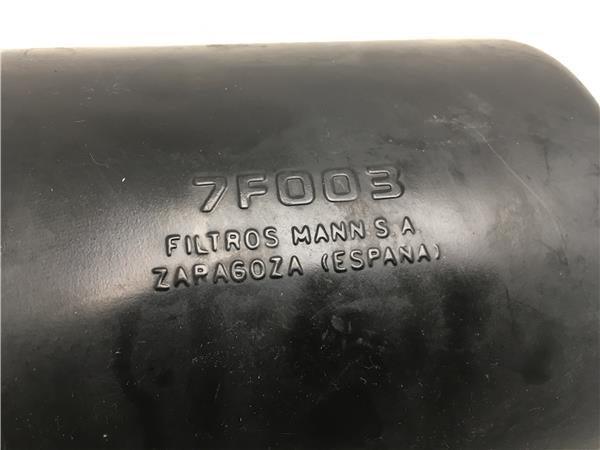 7F003
FILTROS MANN S.A
ZARAGOZA (ESPAÑA)